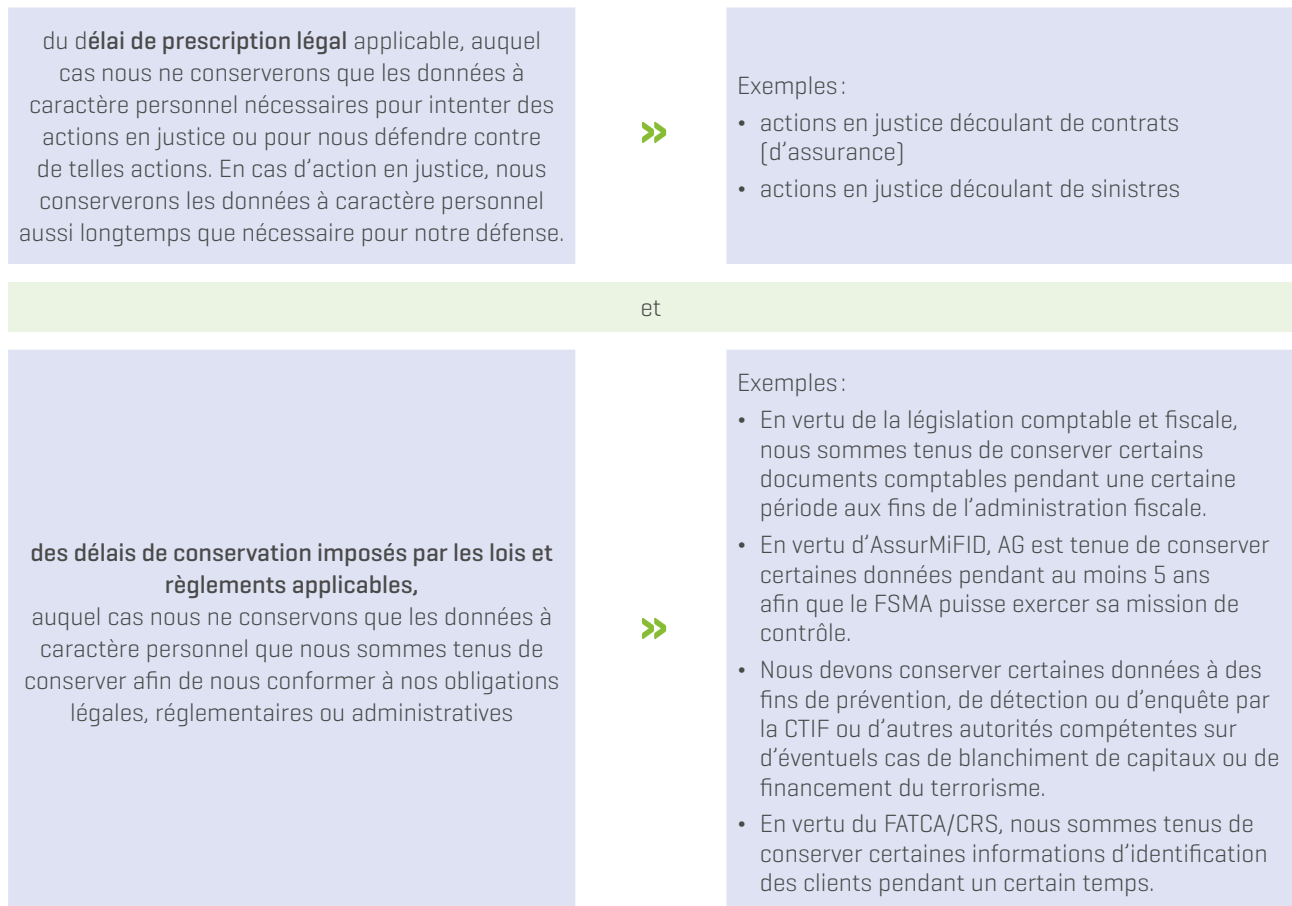 du délai de prescription légal applicable, auquel
cas nous ne conserverons que les données à
caractère personnel nécessaires pour intenter des
actions en justice ou pour nous défendre contre
de telles actions. En cas d'action en justice, nous
conserverons les données à caractère personnel
aussi longtemps que nécessaire pour notre défense.
»
Exemples :
• actions en justice découlant de contrats
(d'assurance)
• actions en justice découlant de sinistres
et
des délais de conservation imposés par les lois et
règlements applicables,
auquel cas nous ne conservons que les données à
caractère personnel que nous sommes tenus de
conserver afin de nous conformer à nos obligations
légales, réglementaires ou administratives
»
Exemples :
• En vertu de la législation comptable et fiscale,
nous sommes tenus de conserver certains
documents comptables pendant une certaine
période aux fins de l'administration fiscale.
• En vertu d'AssurMiFID, AG est tenue de conserver
certaines données pendant au moins 5 ans
afin que le FSMA puisse exercer sa mission de
contrôle.
• Nous devons conserver certaines données à des
fins de prévention, de détection ou d'enquête par
la CTIF ou d'autres autorités compétentes sur
d'éventuels cas de blanchiment de capitaux ou de
financement du terrorisme.
• En vertu du FATCA/CRS, nous sommes tenus de
conserver certaines informations d'identification
des clients pendant un certain temps.